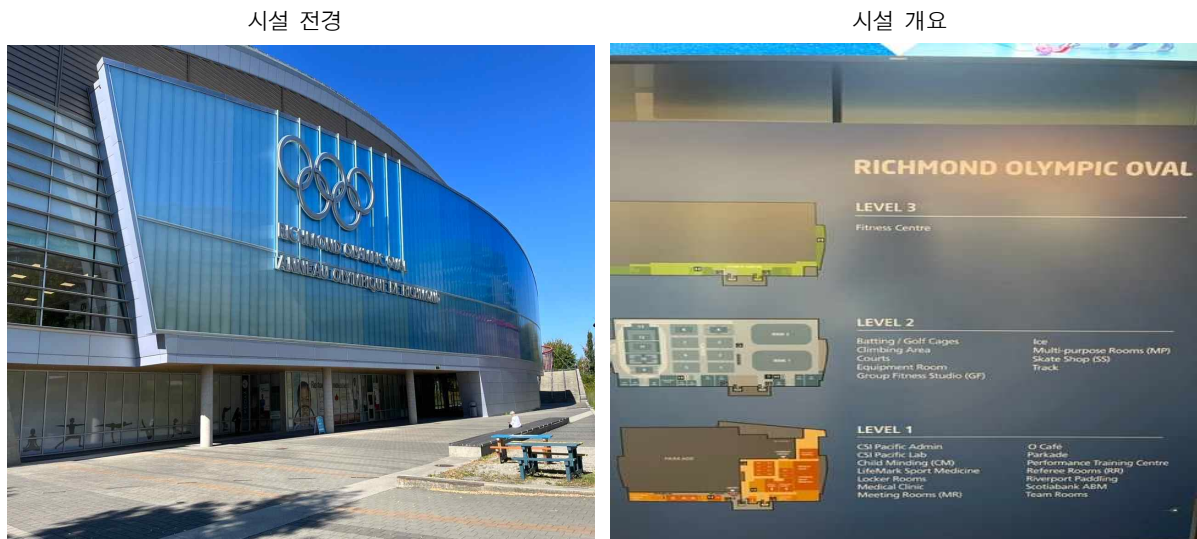 시설 전경
시설 개요
RICHMOND OLYMPIC OVAL
ANNEAU OLYMPIQUE DE RICHMOND
RICHMOND OLYMPIC OVAL
LEVEL 3
Fitness Centre
LEVEL 2
Batting / Golf Cages
Climbing Area
Courts
Equipment Room
Group Fitness Studio (GF)
Ice
Multi-purpose Rooms (MP)
Skate Shop (SS)
Track
LEVEL 1
CSI Pacific Admin
CSI Pacific Lab
Child Minding (CM)
LifeMark Sport Medicine
Locker Rooms
Medical Clinic
Meeting Rooms (MR)
O Café
Parkade
Performance Training Centre
Referee Rooms (RR)
Riverport Paddling
Scotiabank ABM
Team Rooms
PARKADE